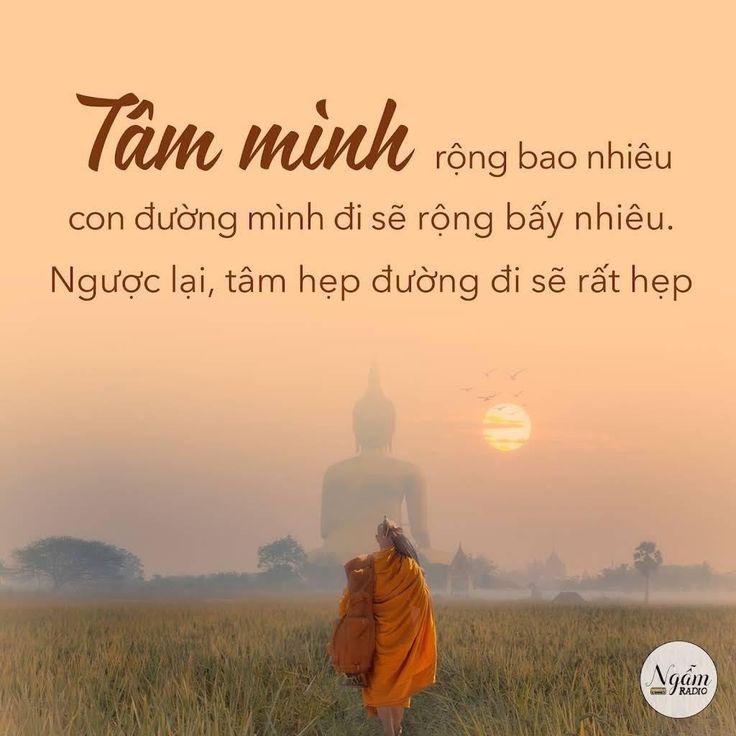 Tâm mình rộng bao nhiêu
con đường mình đi sẽ rộng bấy nhiêu.
Ngược lại, tâm hẹp đường đi sẽ rất hẹp
Ngẫm
RADIO